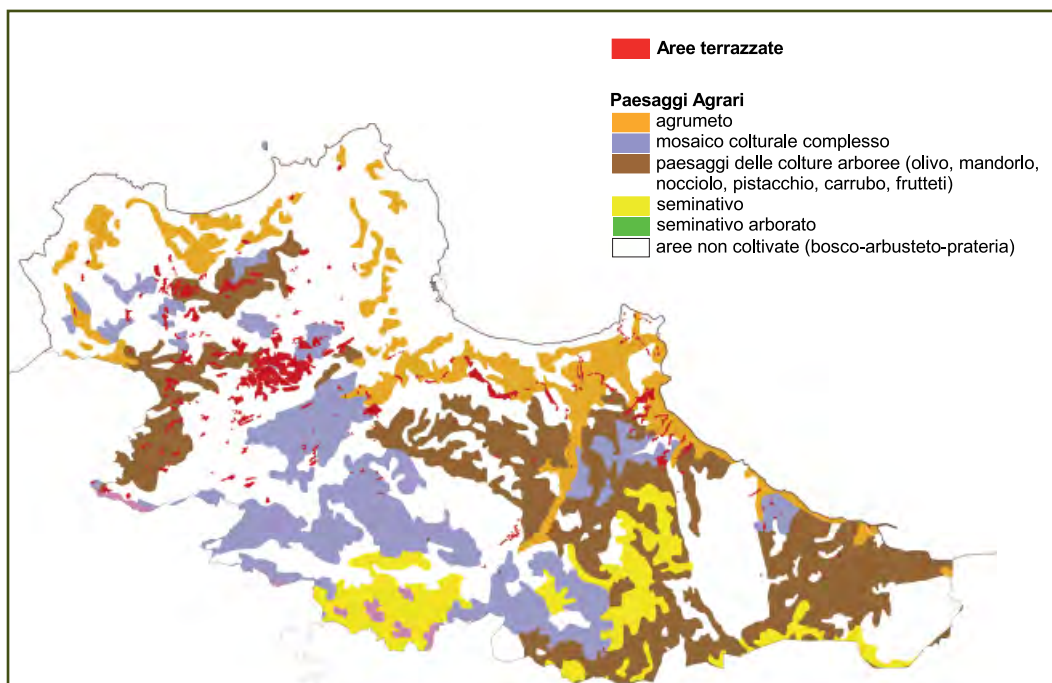 Aree terrazzate
Paesaggi Agrari
agrumeto
mosaico colturale complesso
paesaggi delle colture arboree (olivo, mandorlo,
nocciolo, pistacchio, carrubo, frutteti)
seminativo
seminativo arborato
aree non coltivate (bosco-arbusteto-prateria)